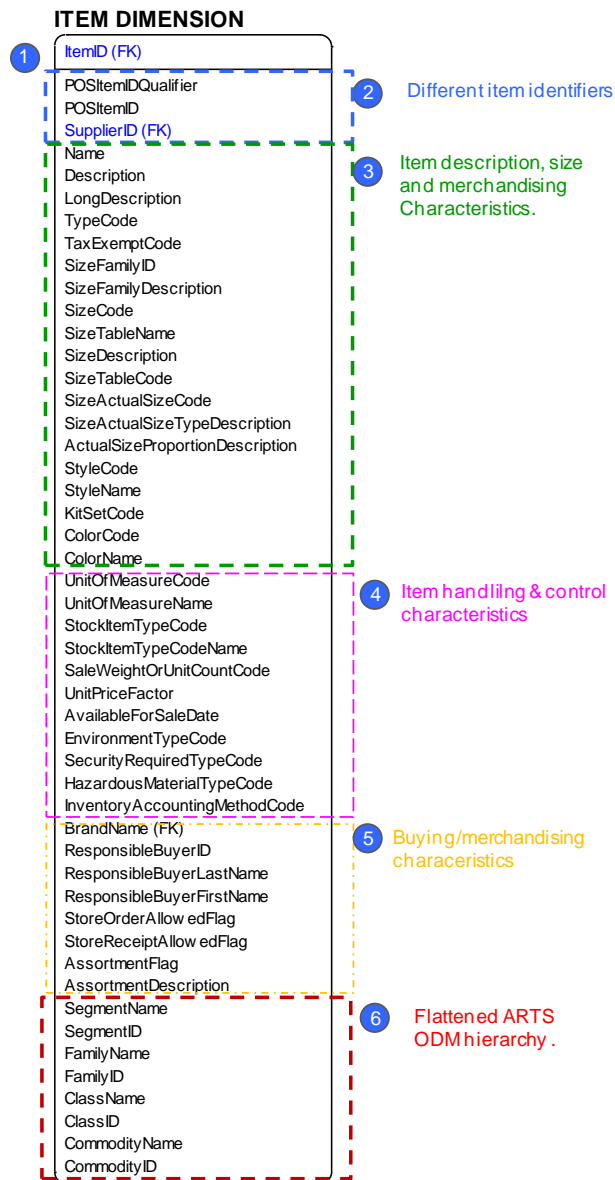 ITEM DIMENSION
1
ItemID (FK)
POSItemIDQualifier
POSItemID
SupplierID (FK)
2
Different item identifiers
Name
Description
LongDescription
TypeCode
TaxExemptCode
SizeFamilyID
SizeFamilyDescription
SizeCode
SizeTableName
SizeDescription
SizeTableCode
SizeActualSizeCode
SizeActualSizeTypeDescription
ActualSizeProportionDescription
StyleCode
StyleName
KitSetCode
ColorCode
ColorName
3
Item description, size
and merchandising
Characteristics.
UnitOfMeasureCode
UnitOfMeasureName
StockItemTypeCode
StockItemTypeCodeName
SaleWeightOrUnitCountCode
UnitPriceFactor
AvailableForSaleDate
EnvironmentTypeCode
SecurityRequiredTypeCode
HazardousMaterialTypeCode
InventoryAccountingMethodCode
4
Item handlilng & control
characteristics
BrandName (FK)
ResponsibleBuyerID
ResponsibleBuyerLastName
ResponsibleBuyerFirstName
StoreOrderAllowedFlag
StoreReceiptAllowedFlag
AssortmentFlag
AssortmentDescription
5
Buying/merchandising
characeristics
SegmentName
SegmentID
FamilyName
FamilyID
ClassName
ClassID
CommodityName
CommodityID
6
Flattened ARTS
ODM hierarchy.